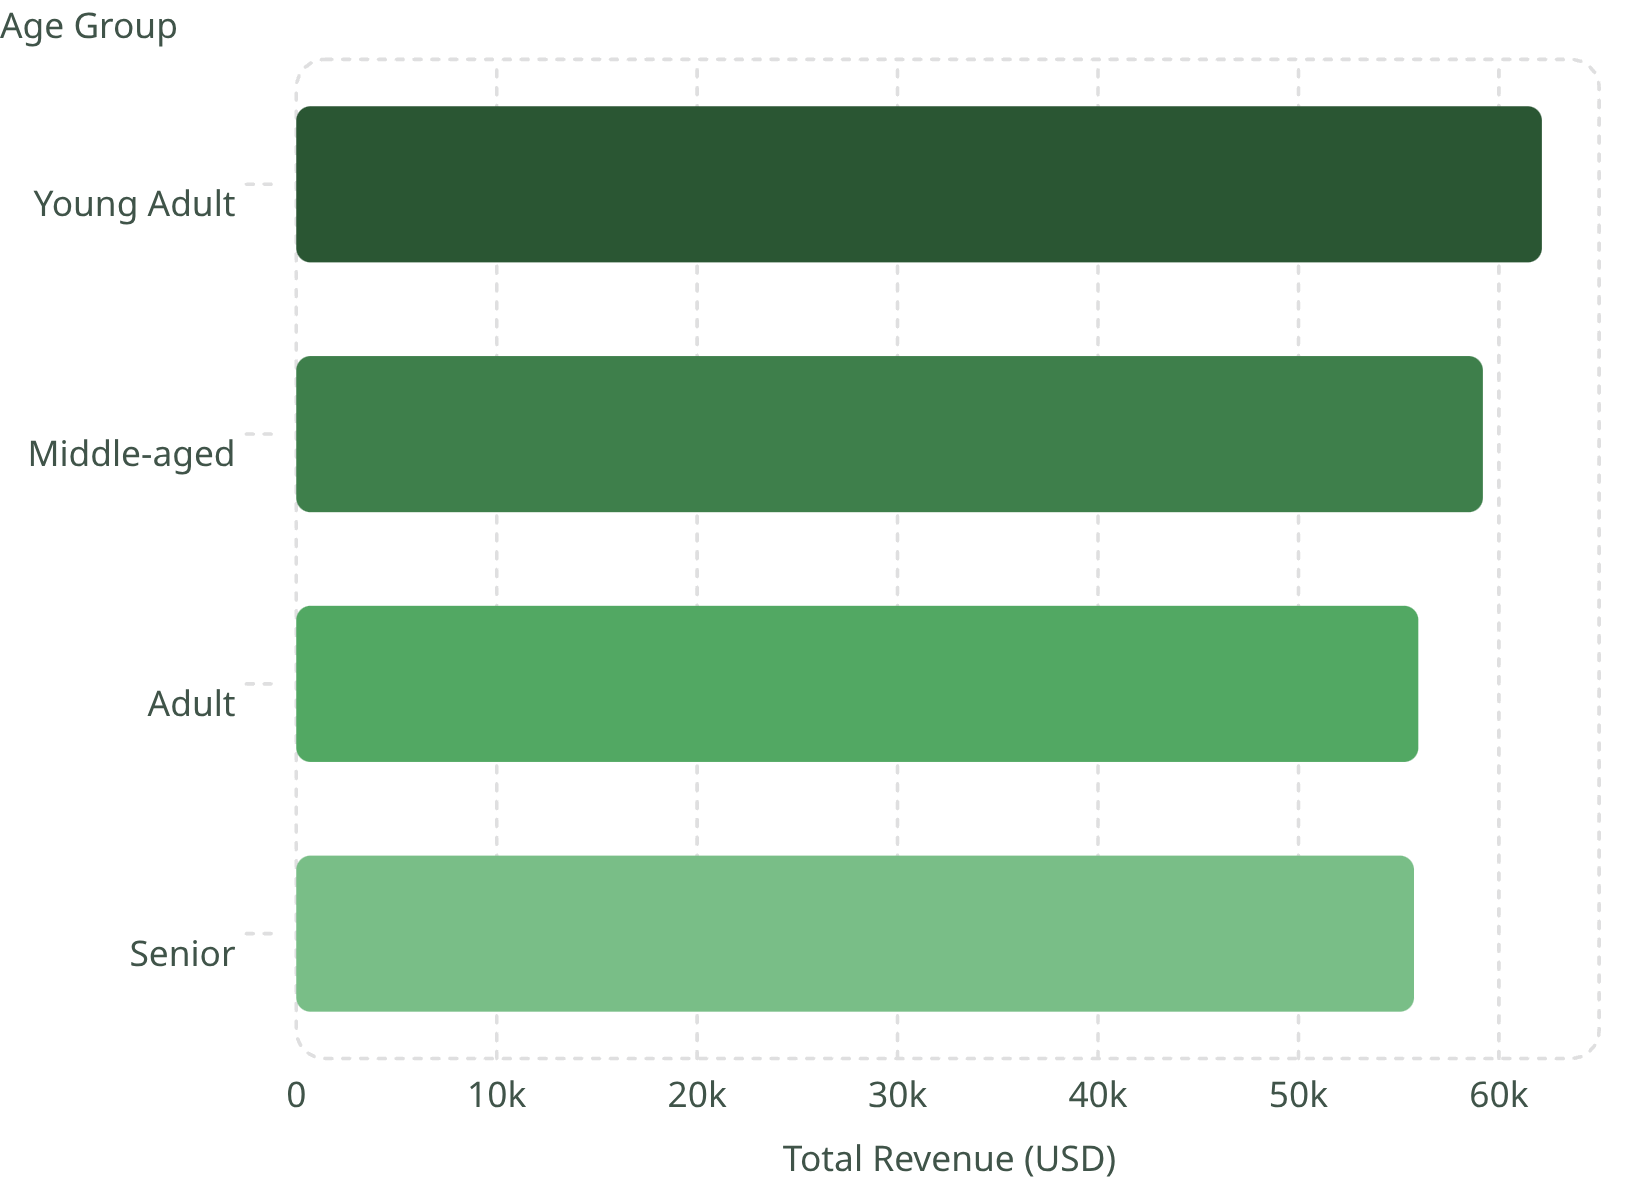 Age Group
Young Adult
Middle-aged
Adult
Senior
0 10k 20k 30k 40k 50k 60k
Total Revenue (USD)